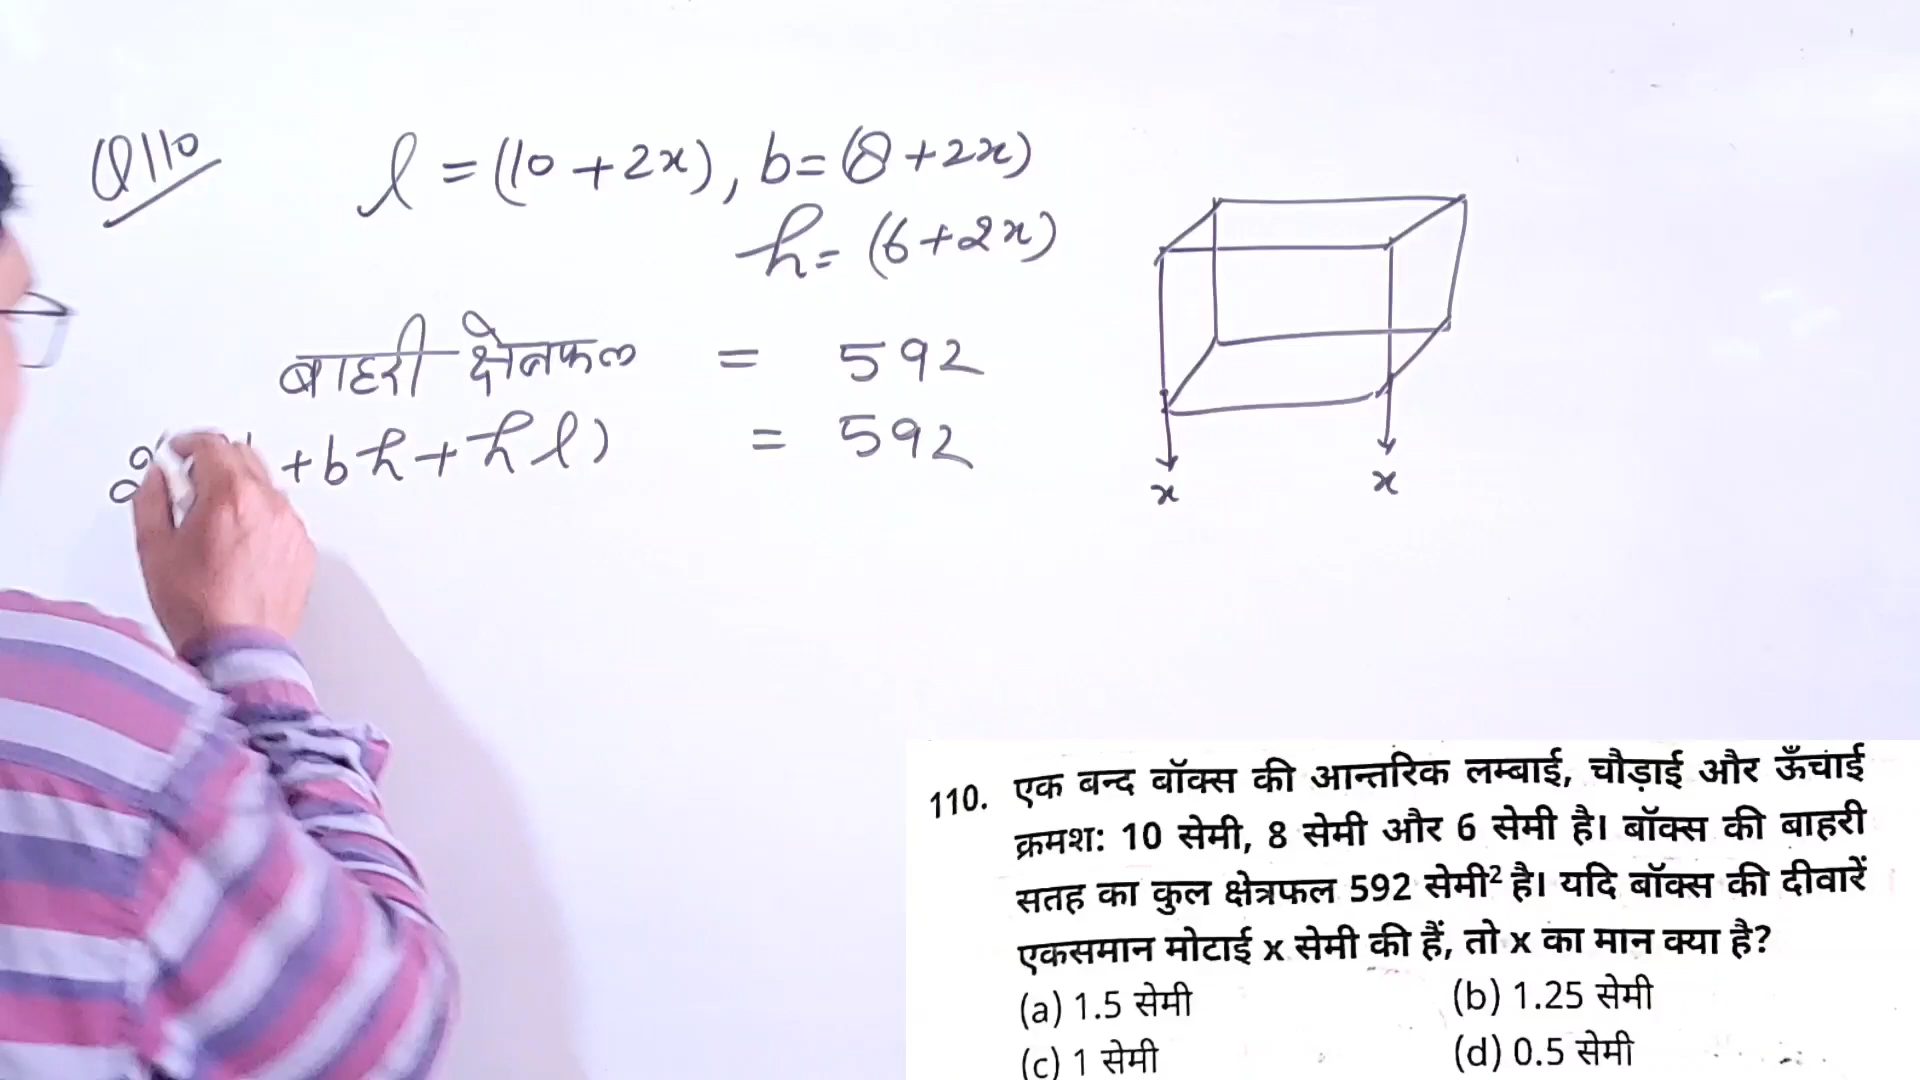 Q110
l = (10 + 2x), b = (8 + 2x)
h = (6 + 2x)
बाहरी क्षेत्रफल = 592
+ bh + hl) = 592
x x
110. एक बन्द बॉक्स की आन्तरिक लम्बाई, चौड़ाई और ऊँचाई
क्रमश: 10 सेमी, 8 सेमी और 6 सेमी है। बॉक्स की बाहरी
सतह का कुल क्षेत्रफल 592 सेमी² है। यदि बॉक्स की दीवारें
एकसमान मोटाई x सेमी की हैं, तो x का मान क्या है?
(a) 1.5 सेमी (b) 1.25 सेमी
(c) 1 सेमी (d) 0.5 सेमी